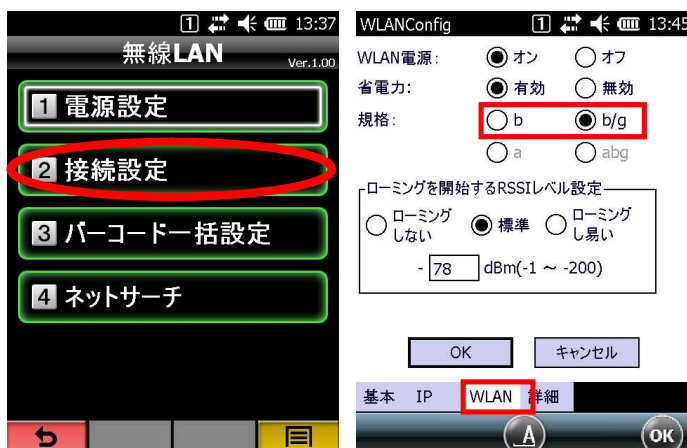 1 13:37
無線LAN
Ver.1.00
1 電源設定
2 接続設定
3 バーコード一括設定
4 ネットサーチ
WLANConfig 1 13:45
WLAN電源: オン オフ
省電力: 有効 無効
規格: b b/g
a abg
ローミングを開始するRSSIレベル設定
ローミングしない 標準 ローミングし易い
- 78 dBm(-1 ~ -200)
OK キャンセル
基本 IP WLAN 詳細
A OK